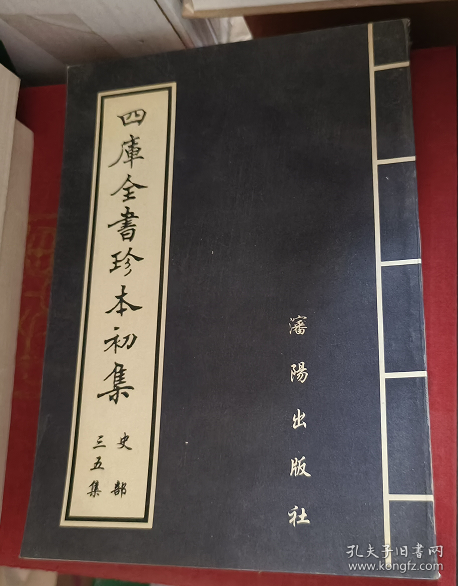 四庫全書珍本初集
史部
三五集
瀋陽出版社
孔夫子旧书网
www.kongfz.com